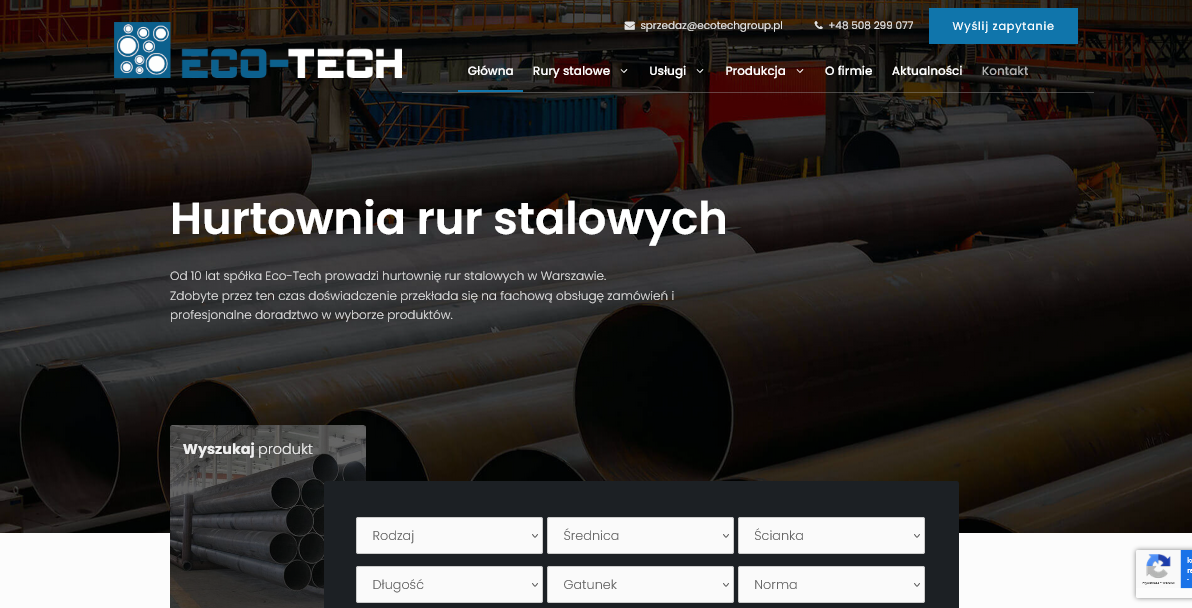 sprzedaz@ecotechgroup.pl
+48 508 299 077
Wyślij zapytanie
ECO-TECH
Główna
Rury stalowe
Usługi
Produkcja
O firmie
Aktualności
Kontakt
Hurtownia rur stalowych
Od 10 lat spółka Eco-Tech prowadzi hurtownię rur stalowych w Warszawie.
Zdobyte przez ten czas doświadczenie przekłada się na fachową obsługę zamówień i
profesjonalne doradztwo w wyborze produktów.
Wyszukaj produkt
Rodzaj
Średnica
Ścianka
Długość
Gatunek
Norma